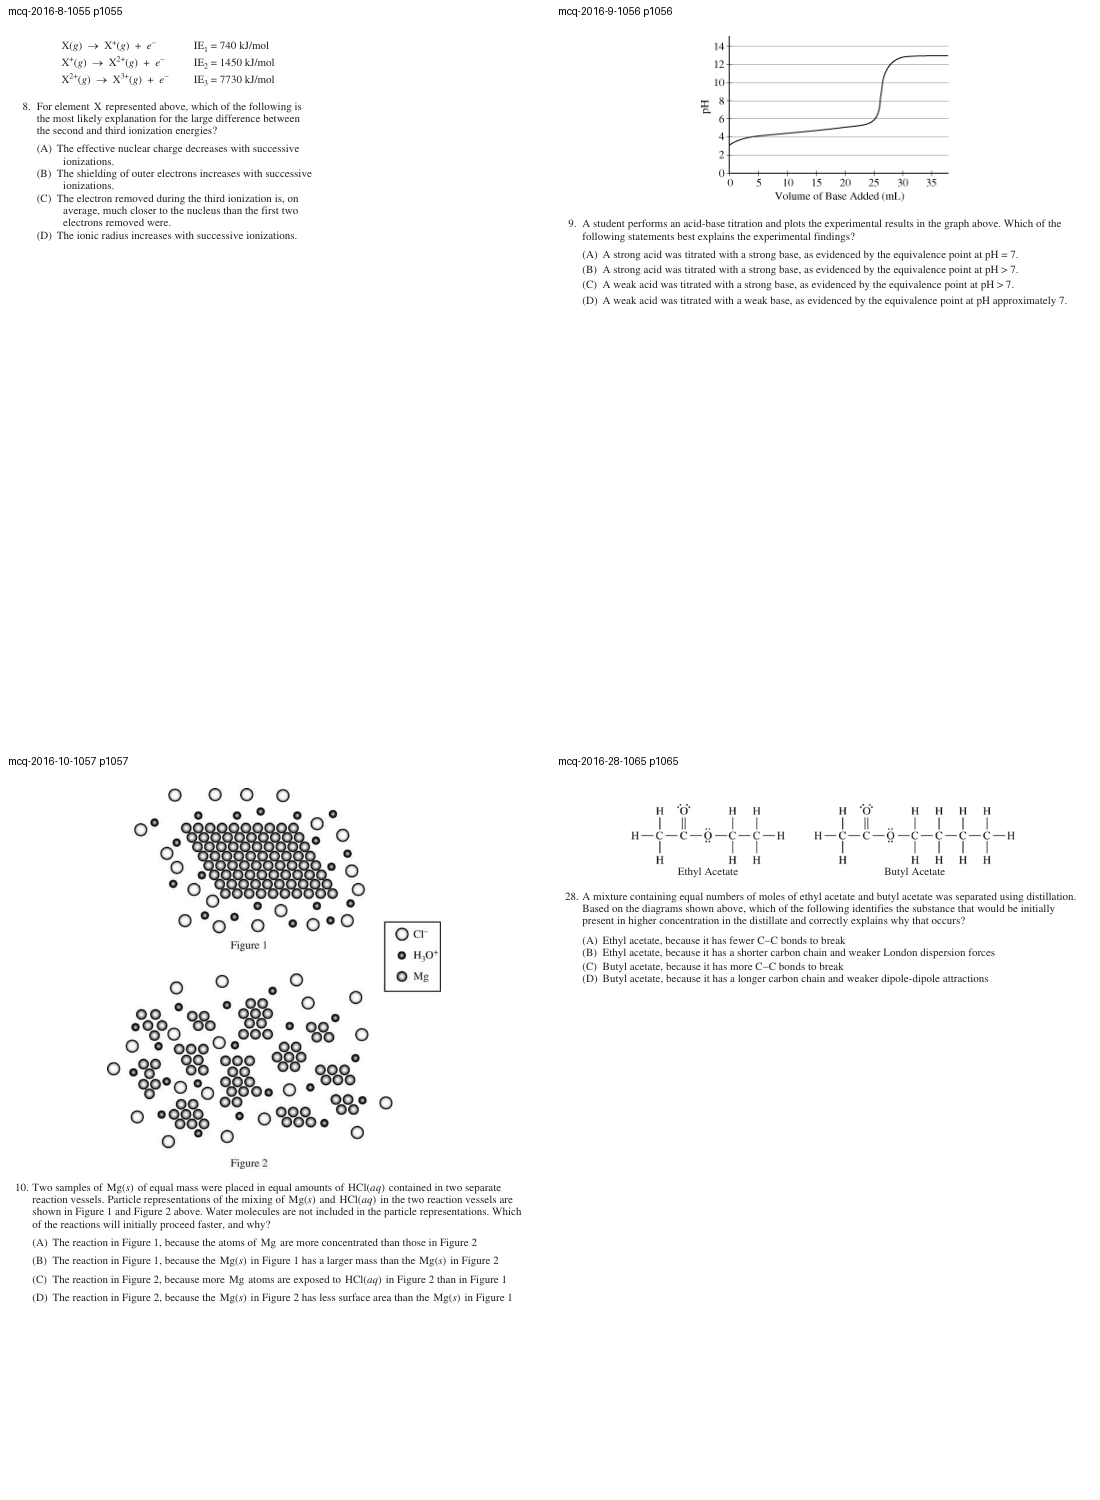 mcq-2016-8-1055 p1055
X(g) → X⁺(g) + e⁻ IE₁ = 740 kJ/mol
X⁺(g) → X²⁺(g) + e⁻ IE₂ = 1450 kJ/mol
X²⁺(g) → X³⁺(g) + e⁻ IE₃ = 7730 kJ/mol
8. For element X represented above, which of the following is
the most likely explanation for the large difference between
the second and third ionization energies?
(A) The effective nuclear charge decreases with successive
ionizations.
(B) The shielding of outer electrons increases with successive
ionizations.
(C) The electron removed during the third ionization is, on
average, much closer to the nucleus than the first two
electrons removed were.
(D) The ionic radius increases with successive ionizations.
mcq-2016-9-1056 p1056
14
12
10
8
6
4
2
0
pH
0 5 10 15 20 25 30 35
Volume of Base Added (mL)
9. A student performs an acid-base titration and plots the experimental results in the graph above. Which of the
following statements best explains the experimental findings?
(A) A strong acid was titrated with a strong base, as evidenced by the equivalence point at pH = 7.
(B) A strong acid was titrated with a strong base, as evidenced by the equivalence point at pH > 7.
(C) A weak acid was titrated with a strong base, as evidenced by the equivalence point at pH > 7.
(D) A weak acid was titrated with a weak base, as evidenced by the equivalence point at pH approximately 7.
mcq-2016-10-1057 p1057
Figure 1
Cl⁻
H₃O⁺
Mg
Figure 2
10. Two samples of Mg(s) of equal mass were placed in equal amounts of HCl(aq) contained in two separate
reaction vessels. Particle representations of the mixing of Mg(s) and HCl(aq) in the two reaction vessels are
shown in Figure 1 and Figure 2 above. Water molecules are not included in the particle representations. Which
of the reactions will initially proceed faster, and why?
(A) The reaction in Figure 1, because the atoms of Mg are more concentrated than those in Figure 2
(B) The reaction in Figure 1, because the Mg(s) in Figure 1 has a larger mass than the Mg(s) in Figure 2
(C) The reaction in Figure 2, because more Mg atoms are exposed to HCl(aq) in Figure 2 than in Figure 1
(D) The reaction in Figure 2, because the Mg(s) in Figure 2 has less surface area than the Mg(s) in Figure 1
mcq-2016-28-1065 p1065
H O H H
H—C—C—O—C—C—H
H H H
Ethyl Acetate
H O H H H H
H—C—C—O—C—C—C—C—H
H H H H H
Butyl Acetate
28. A mixture containing equal numbers of moles of ethyl acetate and butyl acetate was separated using distillation.
Based on the diagrams shown above, which of the following identifies the substance that would be initially
present in higher concentration in the distillate and correctly explains why that occurs?
(A) Ethyl acetate, because it has fewer C–C bonds to break
(B) Ethyl acetate, because it has a shorter carbon chain and weaker London dispersion forces
(C) Butyl acetate, because it has more C–C bonds to break
(D) Butyl acetate, because it has a longer carbon chain and weaker dipole-dipole attractions